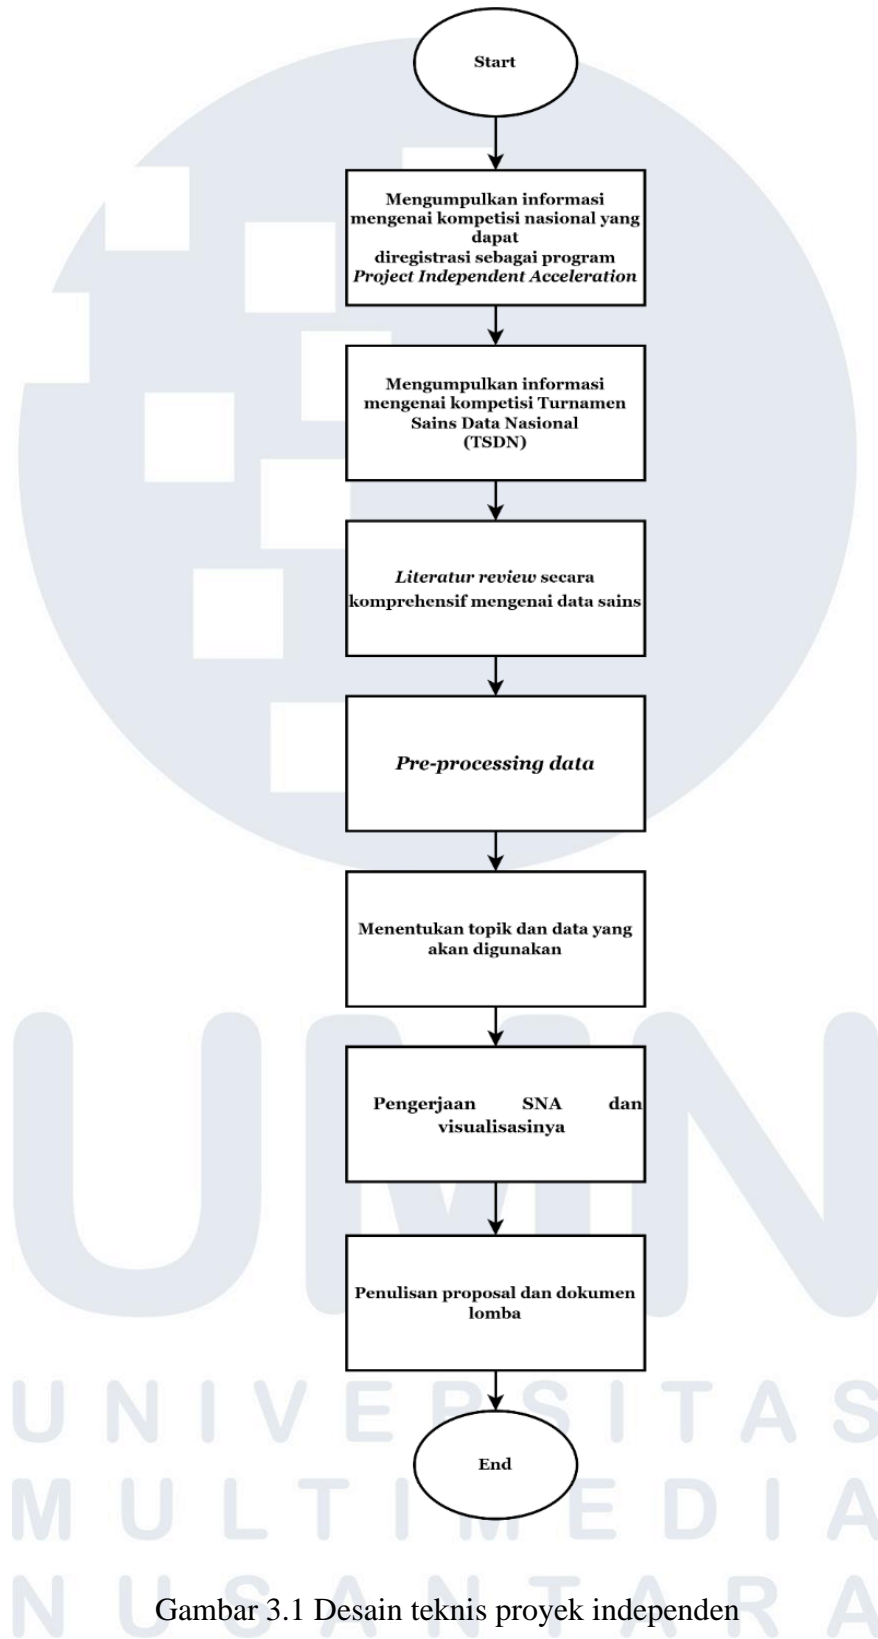 Start
Mengumpulkan informasi
mengenai kompetisi nasional yang
dapat
diregistrasi sebagai program
Project Independent Acceleration
Mengumpulkan informasi
mengenai kompetisi Turnamen
Sains Data Nasional
(TSDN)
Literatur review secara
komprehensif mengenai data sains
Pre-processing data
Menentukan topik dan data yang
akan digunakan
Pengerjaan SNA dan
visualisasinya
Penulisan proposal dan dokumen
lomba
End
UMN
UNIVERSITAS
MULTIMEDIA
NUSANTARA
Gambar 3.1 Desain teknis proyek independen